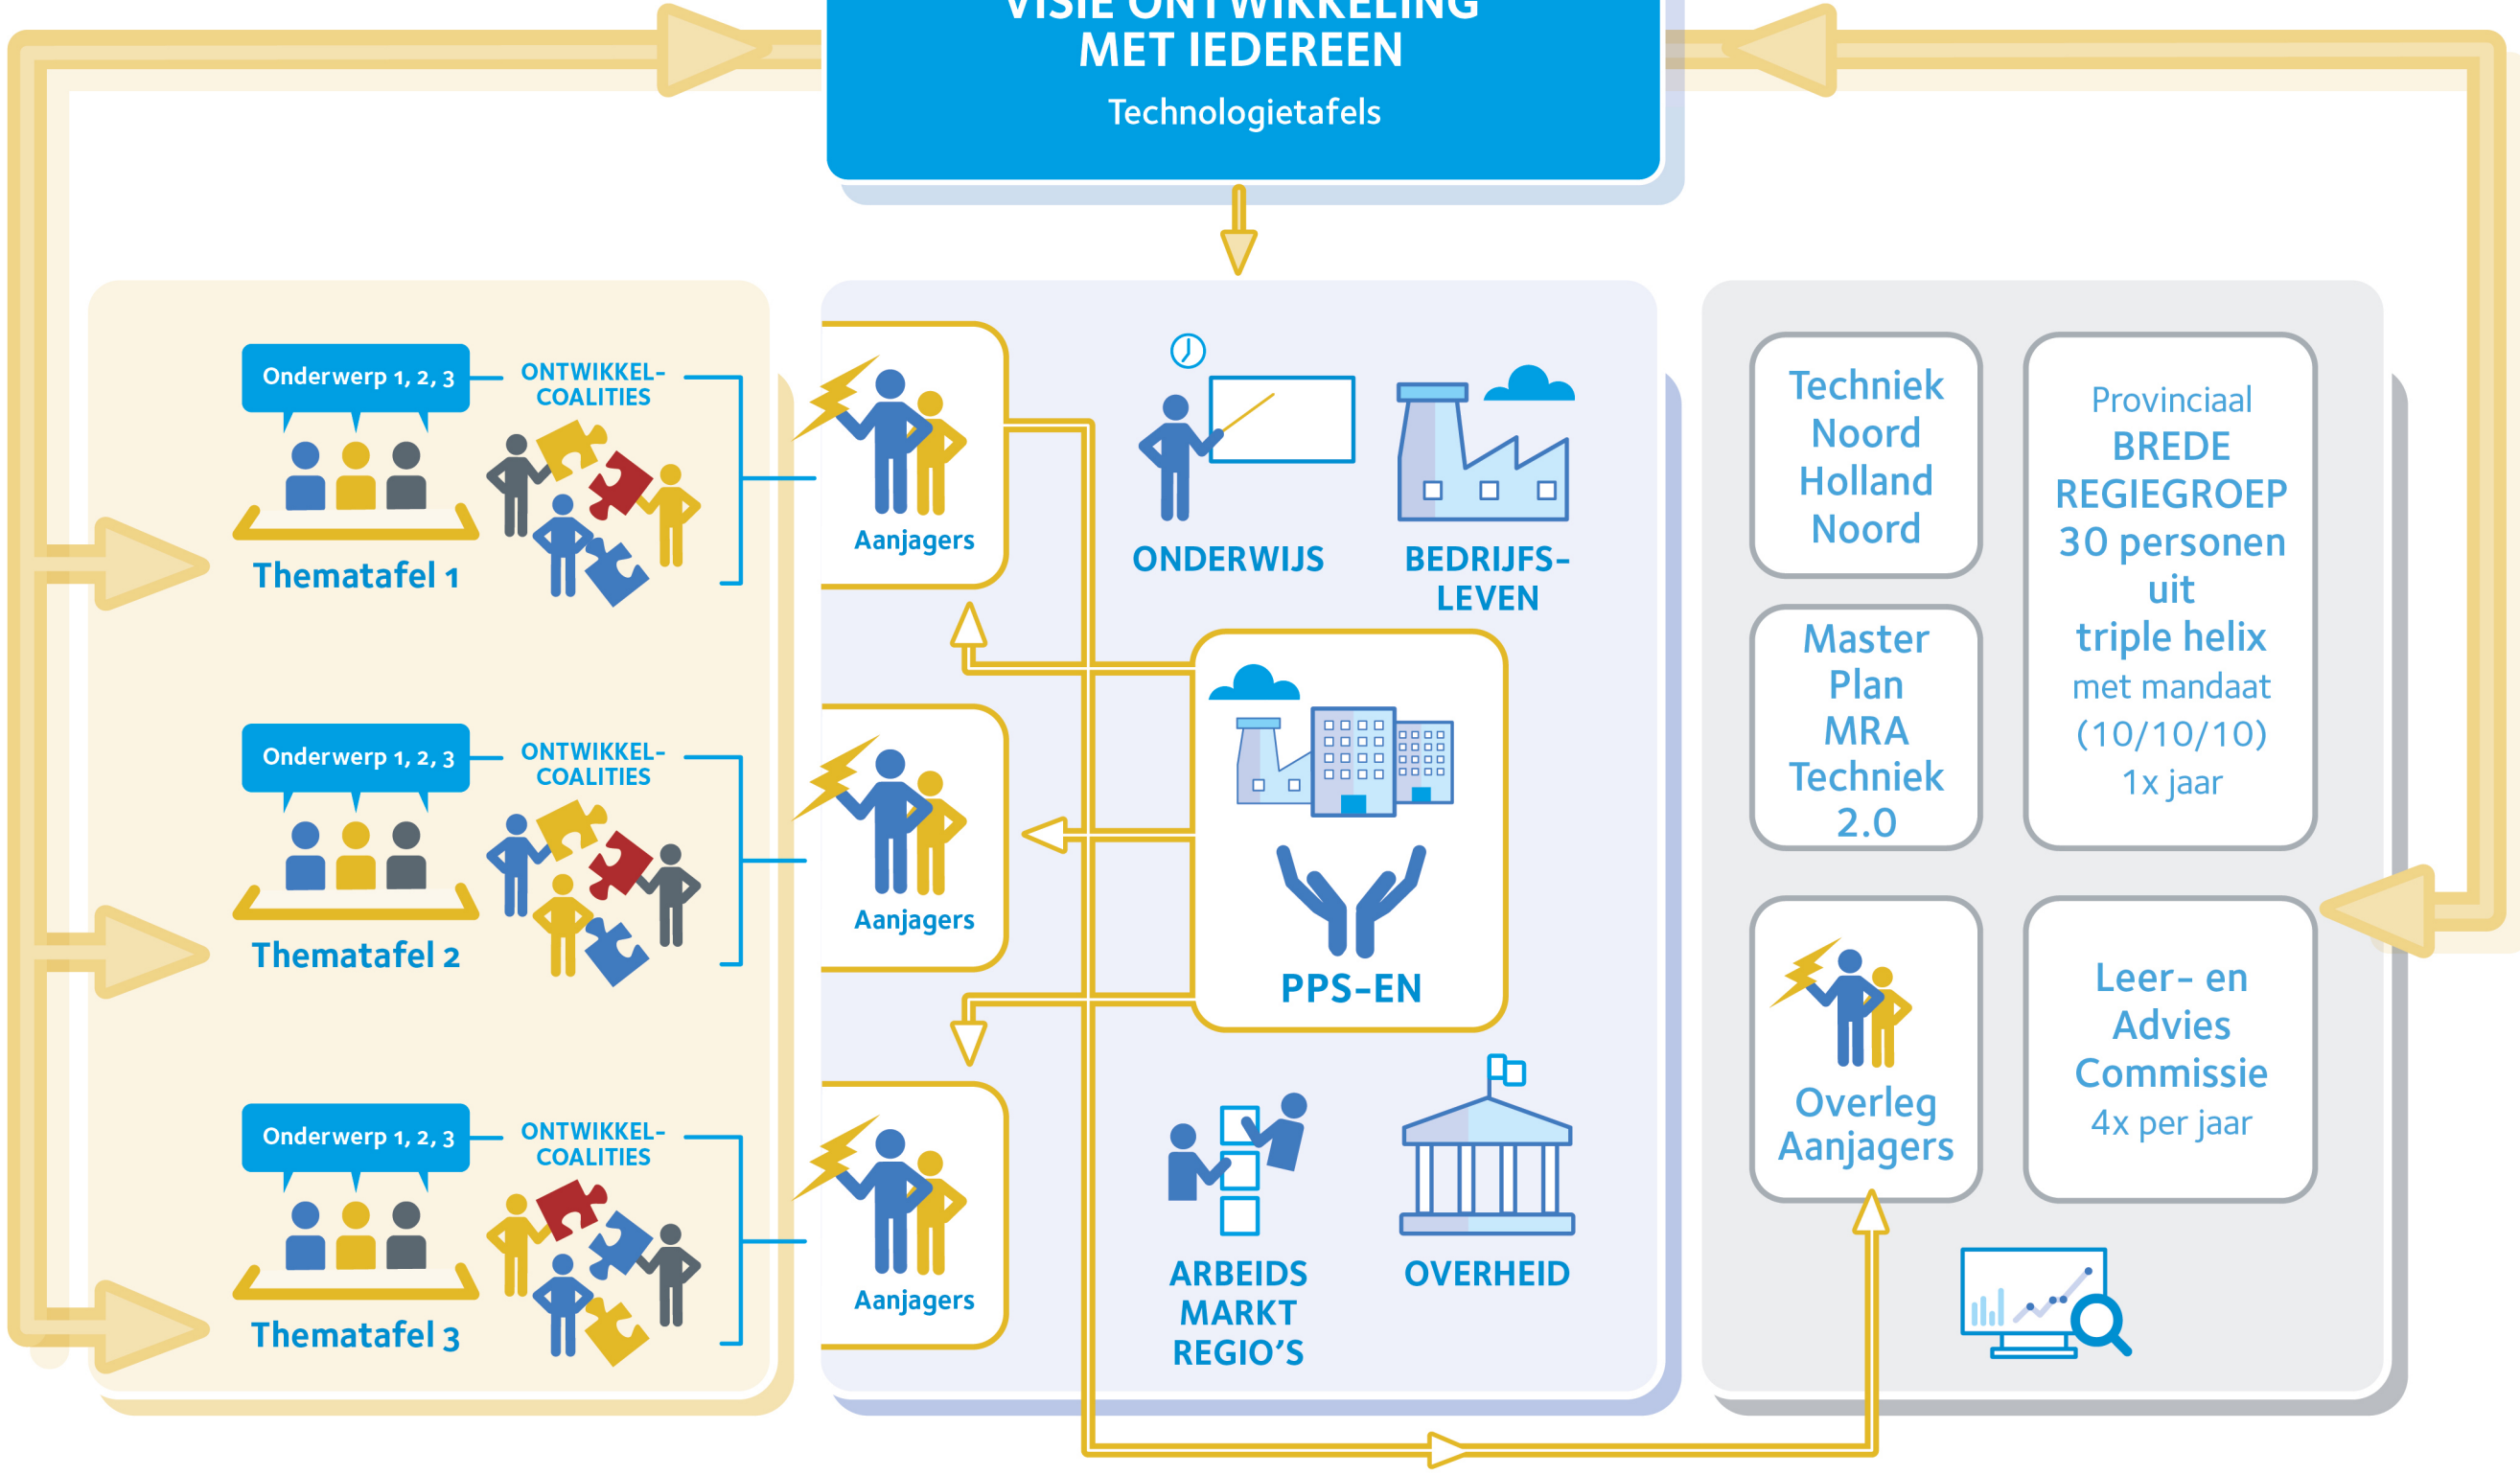 VISIE ONTWIKKELING
MET IEDEREEN
Technologietafels
Onderwerp 1, 2, 3
ONTWIKKEL-
COALITIES
Thematafel 1
Aanjagers
Onderwerp 1, 2, 3
ONTWIKKEL-
COALITIES
Thematafel 2
Aanjagers
Onderwerp 1, 2, 3
ONTWIKKEL-
COALITIES
Thematafel 3
Aanjagers
ONDERWIJS
BEDRIJFS-
LEVEN
PPS-EN
ARBEIDS
MARKT
REGIO'S
OVERHEID
Techniek
Noord
Holland
Noord
Master
Plan
MRA
Techniek
2.0
Provinciaal
BREDE
REGIEGROEP
30 personen
uit
triple helix
met mandaat
(10/10/10)
1x jaar
Overleg
Aanjagers
Leer- en
Advies
Commissie
4x per jaar